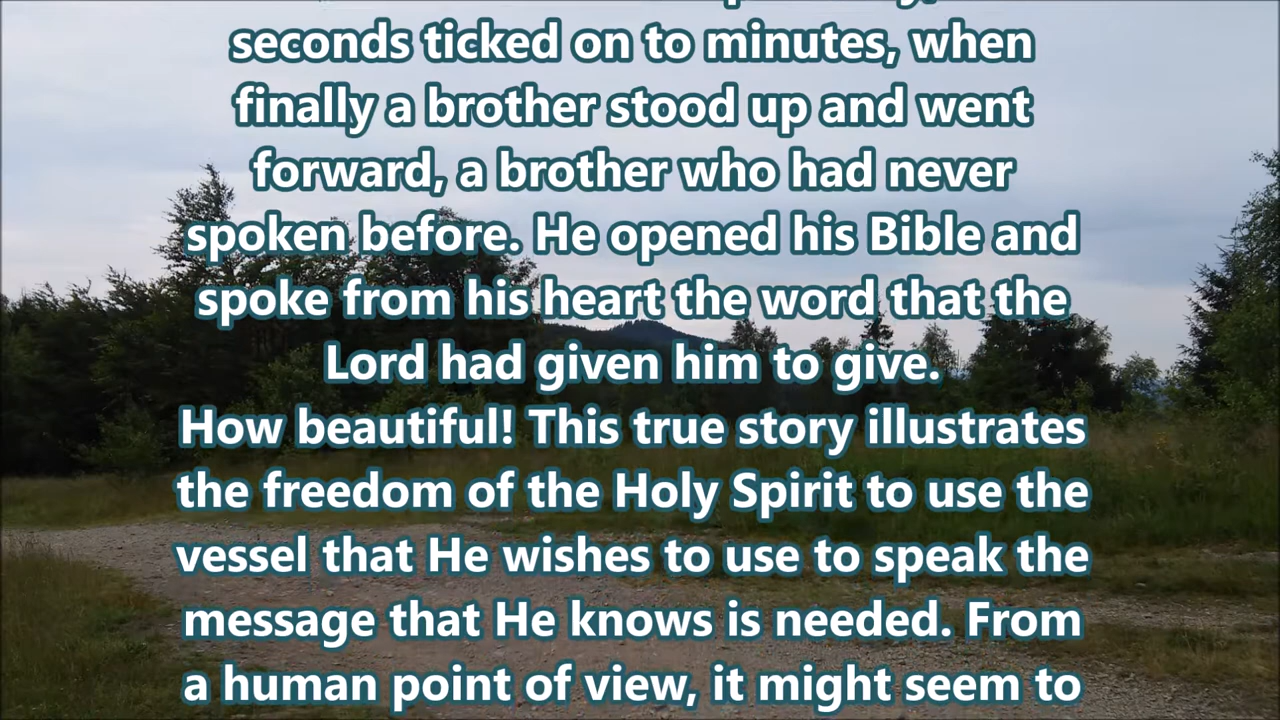 seconds ticked on to minutes, when
finally a brother stood up and went
forward, a brother who had never
spoken before. He opened his Bible and
spoke from his heart the word that the
Lord had given him to give.
How beautiful! This true story illustrates
the freedom of the Holy Spirit to use the
vessel that He wishes to use to speak the
message that He knows is needed. From
a human point of view, it might seem to